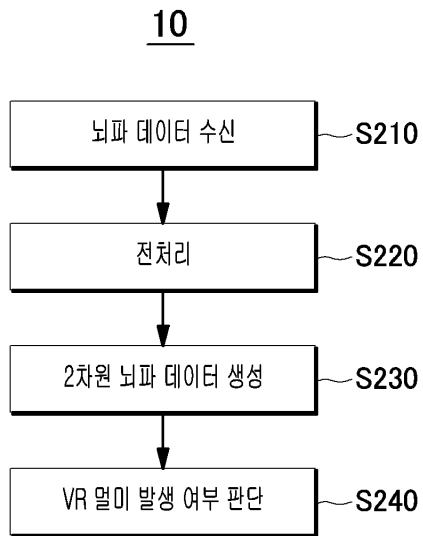 10
뇌파 데이터 수신
S210
전처리
S220
2차원 뇌파 데이터 생성
S230
VR 멀미 발생 여부 판단
S240